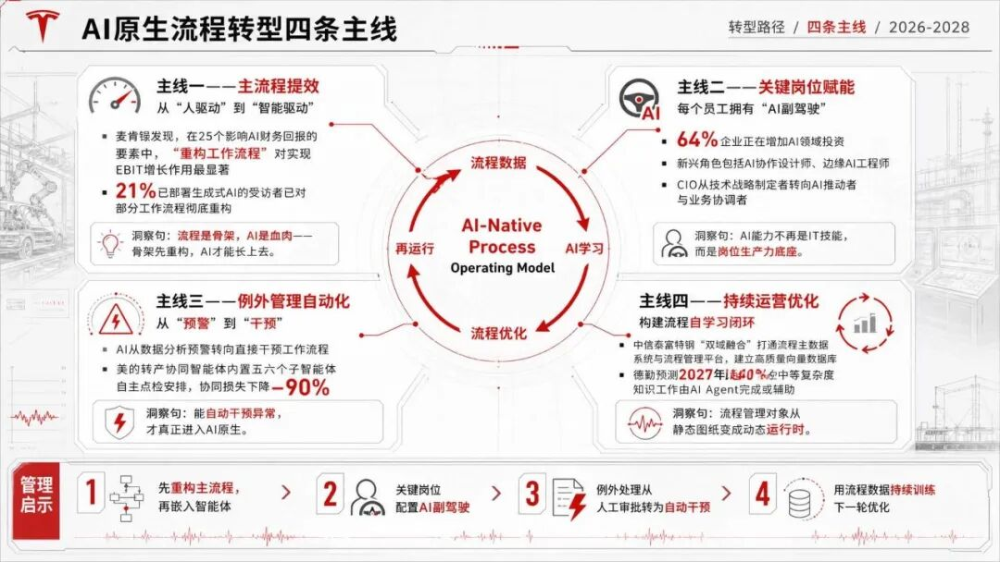 AI原生流程转型四条主线
转型路径 / 四条主线 / 2026-2028
主线一——主流程提效
从“人驱动”到“智能驱动”
麦肯锡发现，在25个影响AI财务回报的
要素中，“重构工作流程”对实现
EBIT增长作用最显著
21%已部署生成式AI的受访者已对
部分工作流程彻底重构
洞察句：流程是骨架，AI是血肉——
骨架先重构，AI才能长上去。
主线二——关键岗位赋能
每个员工拥有“AI副驾驶”
AI
64%企业正在增加AI领域投资
新兴角色包括AI协作设计师、边缘AI工程师
CIO从技术战略制定者转向AI推动者
与业务协调者
洞察句：AI能力不再是IT技能，
而是岗位生产力底座。
流程数据
AI学习
流程优化
再运行
AI-Native
Process
Operating Model
主线三——例外管理自动化
从“预警”到“干预”
AI从数据分析预警转向直接干预工作流程
美的转产协同智能体内置五六个子智能体
自主点检安排，协同损失下降—90%
洞察句：能自动干预异常，
才真正进入AI原生。
主线四——持续运营优化
构建流程自学习闭环
中信泰富特钢“双域融合”打通流程主数据
系统与流程管理平台，建立高质量向量数据库
德勤预测2027年 40% 中等复杂度
知识工作由AI Agent完成或辅助
洞察句：流程管理对象从
静态图纸变成动态运行时。
管理
启示
1
先重构主流程，
再嵌入智能体
2
关键岗位
配置AI副驾驶
3
例外处理从
人工审批转为自动干预
4
用流程数据持续训练
下一轮优化